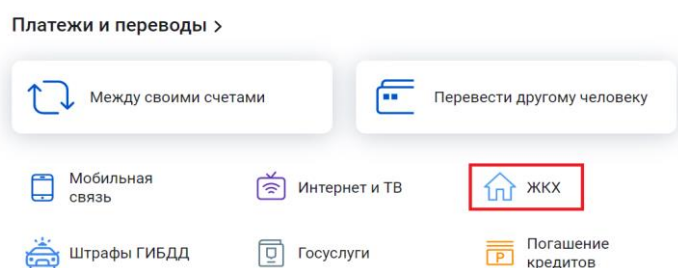 Платежи и переводы >
Между своими счетами
Перевести другому человеку
Мобильная
связь
Интернет и ТВ
ЖКХ
Штрафы ГИБДД
Госуслуги
Погашение
кредитов